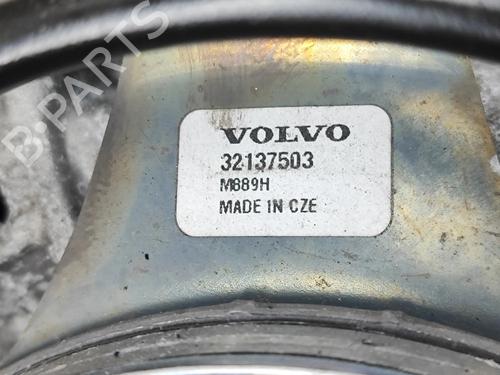 B-PARTS
VOLVO
32137503
M889H
MADE IN CZE